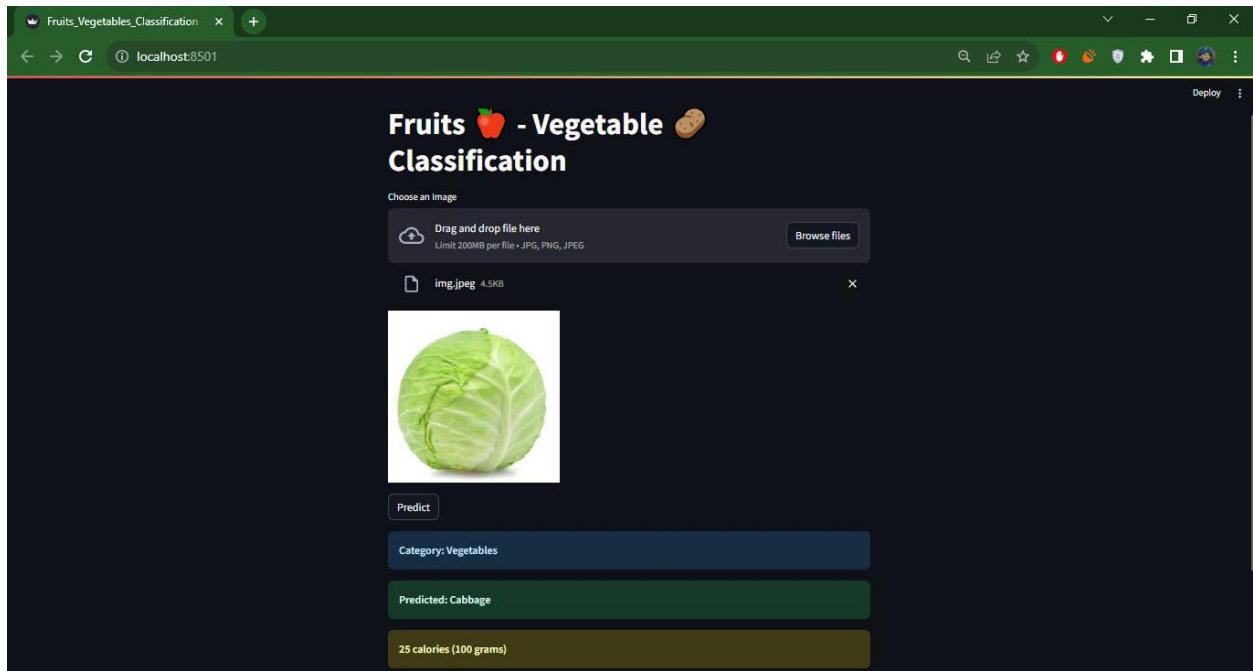 Fruits_Vegetables_Classification
localhost:8501
Deploy
Fruits 🍎 - Vegetable 🥔
Classification
Choose an Image
Drag and drop file here
Limit 200MB per file • JPG, PNG, JPEG
Browse files
img.jpeg 4.5KB
Predict
Category: Vegetables
Predicted: Cabbage
25 calories (100 grams)